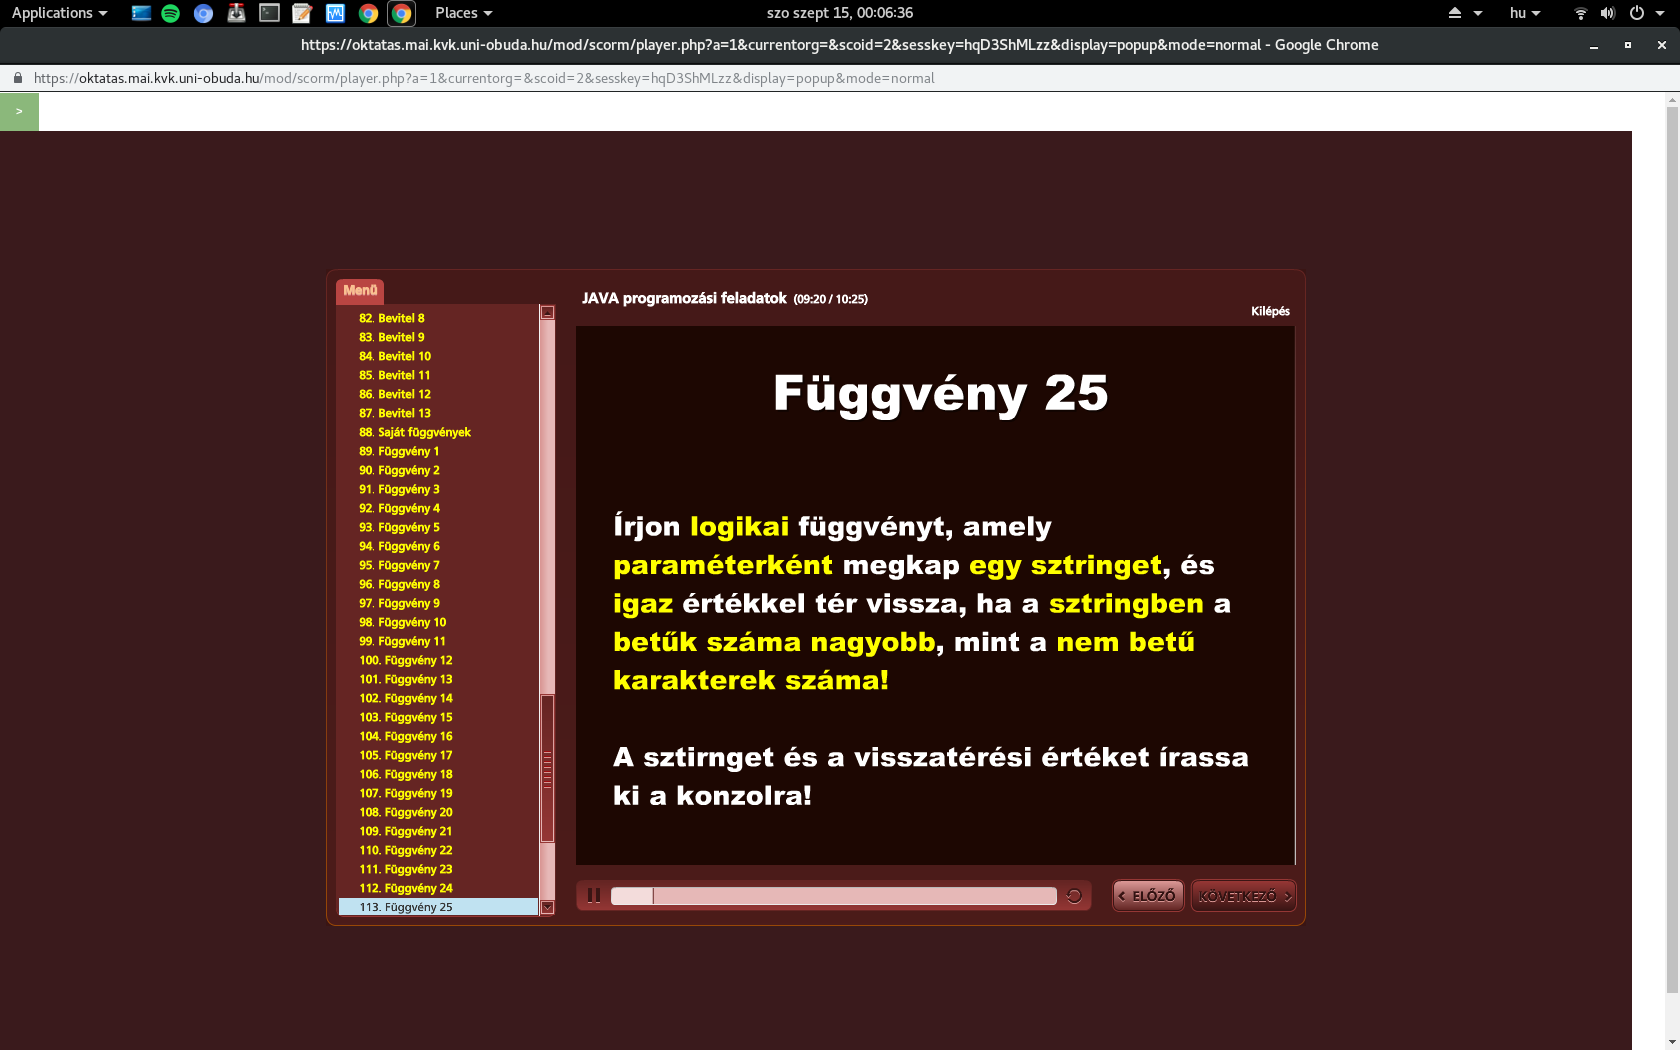 Applications
Places
szo szept 15, 00:06:36
hu
https://oktatas.mai.kvk.uni-obuda.hu/mod/scorm/player.php?a=1&currentorg=&scoid=2&sesskey=hqD3ShMLzz&display=popup&mode=normal - Google Chrome
https://oktatas.mai.kvk.uni-obuda.hu/mod/scorm/player.php?a=1&currentorg=&scoid=2&sesskey=hqD3ShMLzz&display=popup&mode=normal
>
Menü
82. Bevitel 8
83. Bevitel 9
84. Bevitel 10
85. Bevitel 11
86. Bevitel 12
87. Bevitel 13
88. Saját függvények
89. Függvény 1
90. Függvény 2
91. Függvény 3
92. Függvény 4
93. Függvény 5
94. Függvény 6
95. Függvény 7
96. Függvény 8
97. Függvény 9
98. Függvény 10
99. Függvény 11
100. Függvény 12
101. Függvény 13
102. Függvény 14
103. Függvény 15
104. Függvény 16
105. Függvény 17
106. Függvény 18
107. Függvény 19
108. Függvény 20
109. Függvény 21
110. Függvény 22
111. Függvény 23
112. Függvény 24
113. Függvény 25
JAVA programozási feladatok (09:20 / 10:25)
Kilépés
Függvény 25
Írjon logikai függvényt, amely
paraméterként megkap egy sztringet, és
igaz értékkel tér vissza, ha a sztringben a
betűk száma nagyobb, mint a nem betű
karakterek száma!
A sztirnget és a visszatérési értéket írassa
ki a konzolra!
< ELŐZŐ
KÖVETKEZŐ >